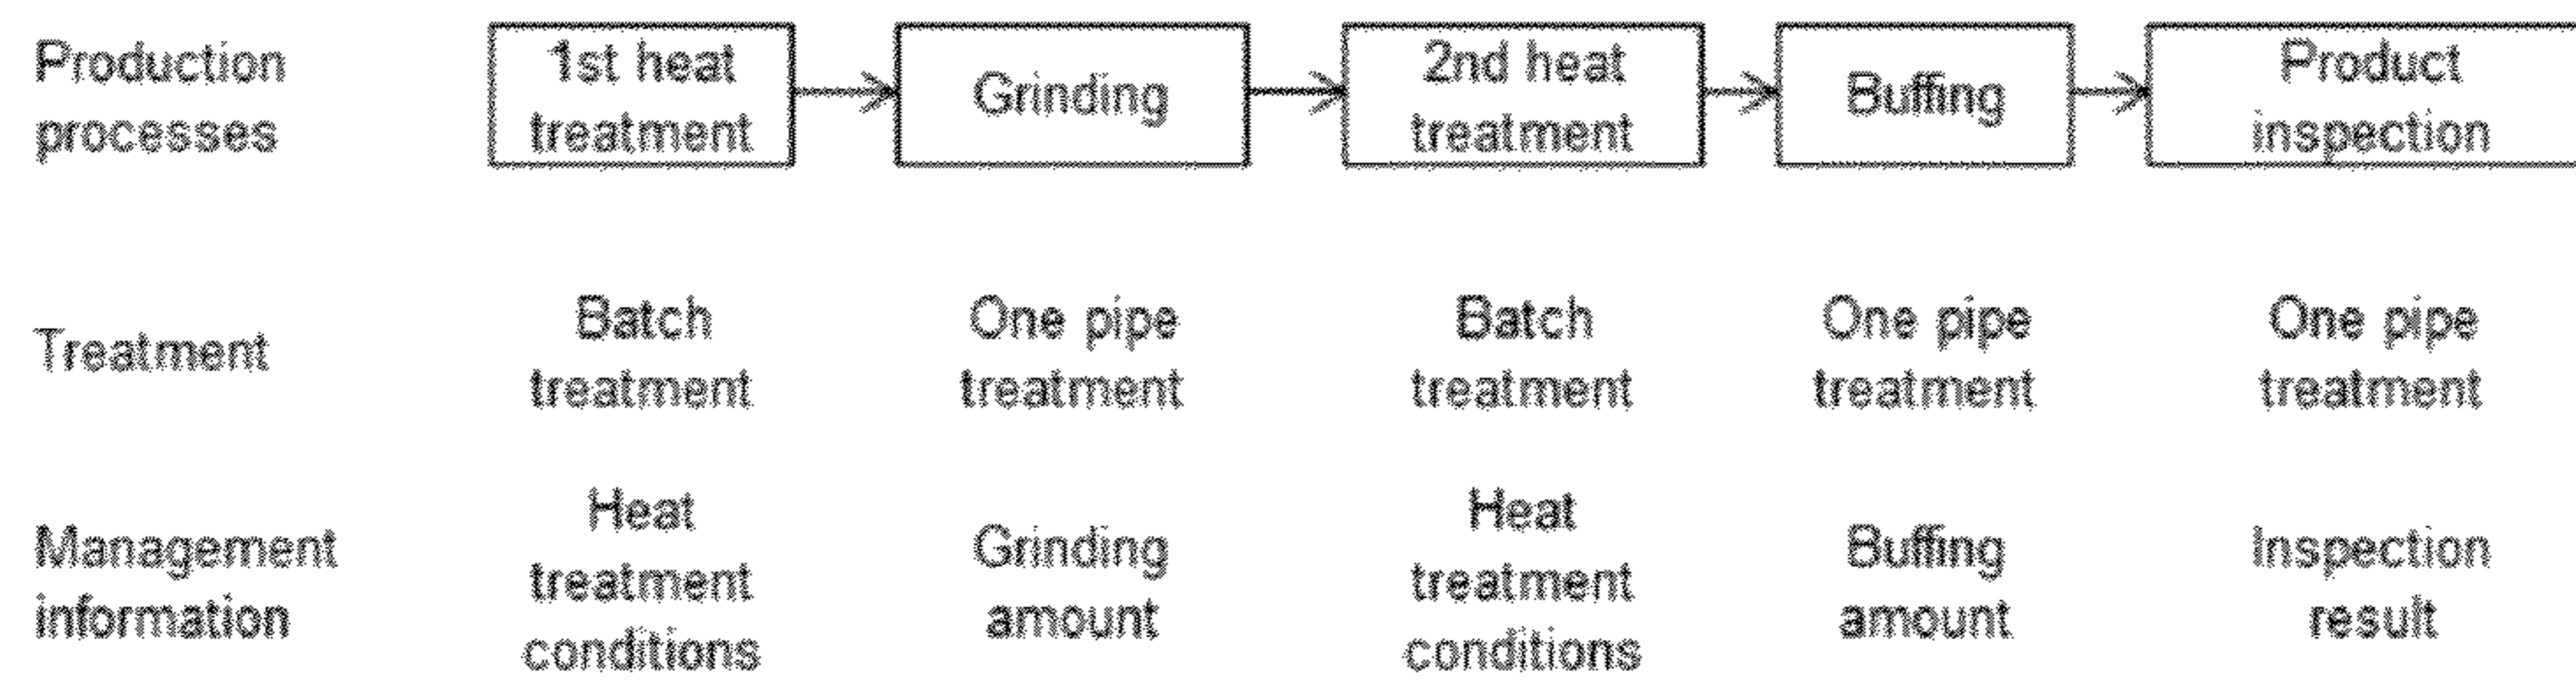 Production
processes
1st heat
treatment
Grinding
2nd heat
treatment
Buffing
Product
inspection
Treatment
Batch
treatment
One pipe
treatment
Batch
treatment
One pipe
treatment
One pipe
treatment
Management
information
Heat
treatment
conditions
Grinding
amount
Heat
treatment
conditions
Buffing
amount
Inspection
result